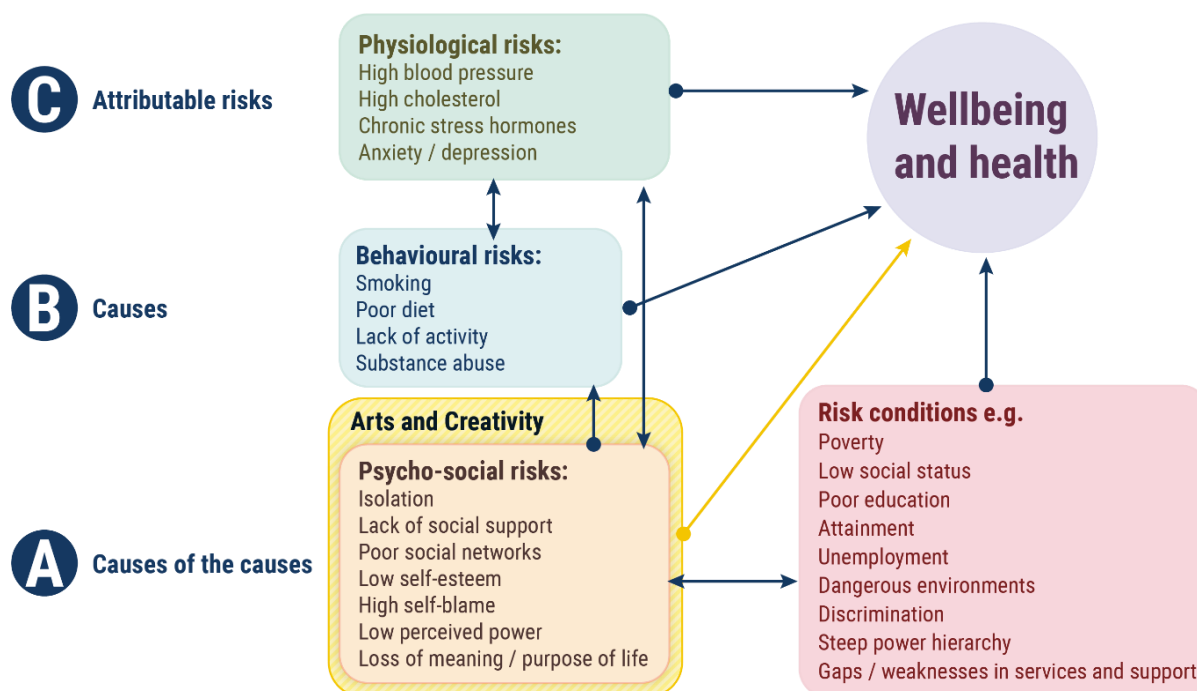 C
Attributable risks
Physiological risks:
High blood pressure
High cholesterol
Chronic stress hormones
Anxiety / depression
Wellbeing
and health
B
Causes
Behavioural risks:
Smoking
Poor diet
Lack of activity
Substance abuse
A
Causes of the causes
Arts and Creativity
Psycho-social risks:
Isolation
Lack of social support
Poor social networks
Low self-esteem
High self-blame
Low perceived power
Loss of meaning / purpose of life
Risk conditions e.g.
Poverty
Low social status
Poor education
Attainment
Unemployment
Dangerous environments
Discrimination
Steep power hierarchy
Gaps / weaknesses in services and support